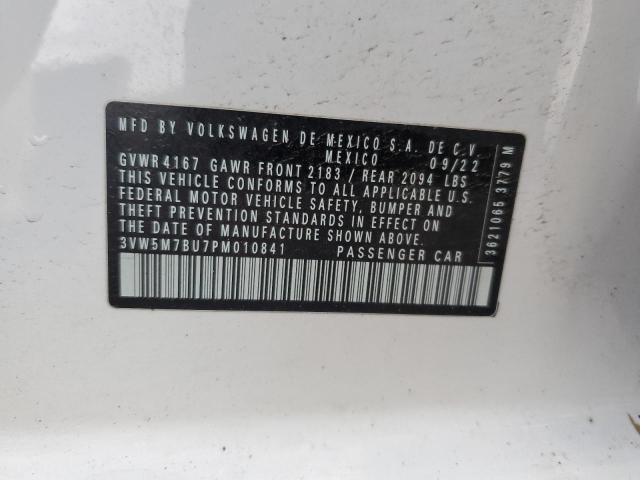 MFD BY VOLKSWAGEN DE MEXICO S.A. DE C.V
MEXICO 09/22
GVWR 4167 GAWR FRONT 2183 / REAR 2094 LBS
THIS VEHICLE CONFORMS TO ALL APPLICABLE U.S.
FEDERAL MOTOR VEHICLE SAFETY, BUMPER AND
THEFT PREVENTION STANDARDS IN EFFECT ON
THE DATE OF MANUFACTURE SHOWN ABOVE.
3VW5M7BU7PM010841 PASSENGER CAR
3621065 3779 M